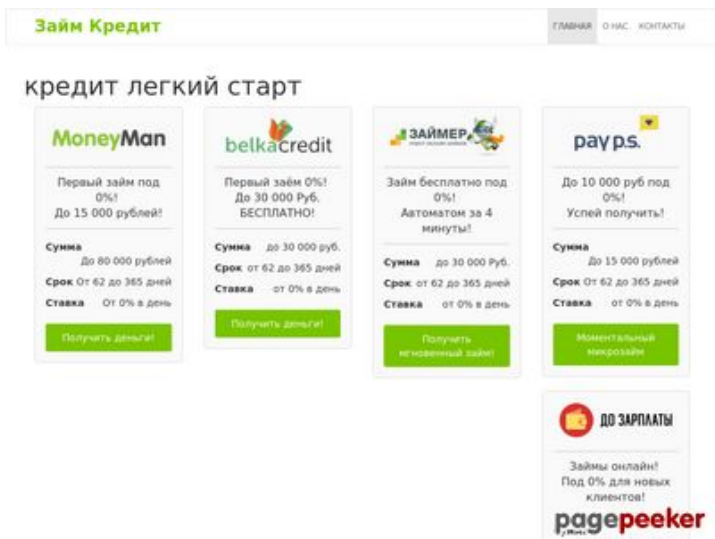 Займ Кредит
ГЛАВНАЯ О НАС КОНТАКТЫ
кредит легкий старт
MoneyMan
Первый займ под
0%!
До 15 000 рублей!
Сумма
До 80 000 рублей
Срок От 62 до 365 дней
Ставка От 0% в день
Получить деньги!
belkacredit
Первый заём 0%!
До 30 000 Руб.
БЕСПЛАТНО!
Сумма до 30 000 руб.
Срок от 62 до 365 дней
Ставка от 0% в день
Получить деньги!
ЗАЙМЕР
Займ бесплатно под
0%!
Автоматом за 4
минуты!
Сумма до 30 000 Руб.
Срок от 62 до 365 дней
Ставка от 0% в день
Получить
мгновенный займ!
pay p.s.
До 10 000 руб под
0%!
Успей получить!
Сумма
До 15 000 рублей
Срок От 62 до 365 дней
Ставка от 0% в день
Моментальный
микрозайм
ДО ЗАРПЛАТЫ
Займы онлайн!
Под 0% для новых
клиентов!
pagepeeker